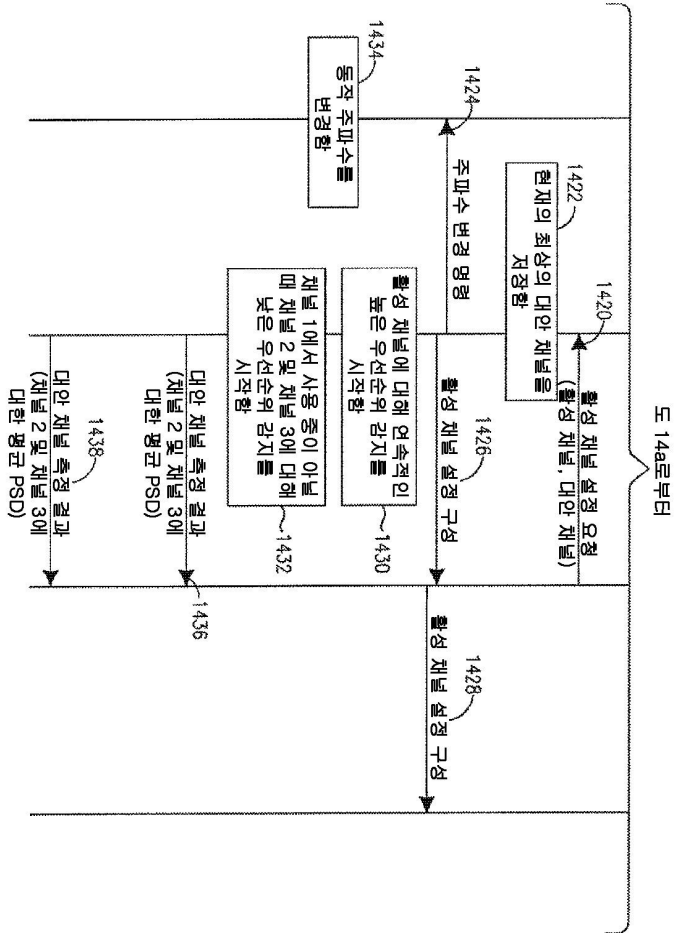 도 14a로부터
1420
활성 채널 설정 요청
(활성 채널, 대안 채널)
1422
현재의 최상의 대안 채널을
저장함
1424
주파수 변경 명령
1426
활성 채널 설정 구성
1428
활성 채널 설정 구성
1434
동작 주파수를
변경함
활성 채널에 대해 연속적인
높은 우선순위 감지를
시작함
1430
채널 1에서 사용 중이 아닐
때 채널 2 및 채널 3에 대해
낮은 우선순위 감지를
시작함
1432
대안 채널 측정 결과
(채널 2 및 채널 3에
대한 평균 PSD)
1436
1438
대안 채널 측정 결과
(채널 2 및 채널 3에
대한 평균 PSD)